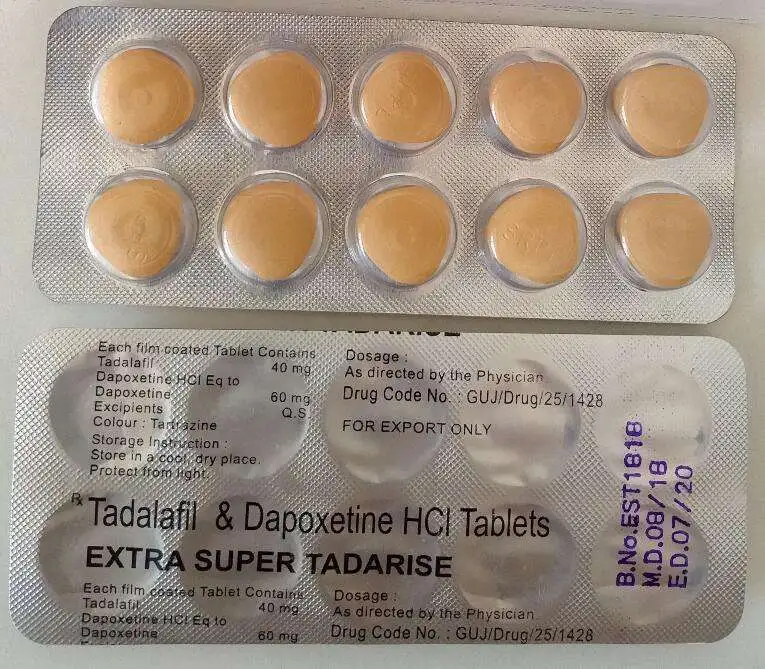 Each film coated Tablet Contains
Tadalafil 40 mg
Dapoxetine HCl Eq to
Dapoxetine 60 mg
Excipients Q.S
Colour : Tartrazine
Storage Instruction :
Store in a cool, dry place.
Protect from light.
Dosage :
As directed by the Physician
Drug Code No. : GUJ/Drug/25/1428
FOR EXPORT ONLY
Rx Tadalafil & Dapoxetine HCl Tablets
EXTRA SUPER TADARISE
Each film coated Tablet Contains
Tadalafil 40 mg
Dapoxetine HCl Eq to
Dapoxetine 60 mg
Dosage :
As directed by the Physician
Drug Code No. : GUJ/Drug/25/1428
B.No.EST1818
M.D.08/18
E.D.07/20